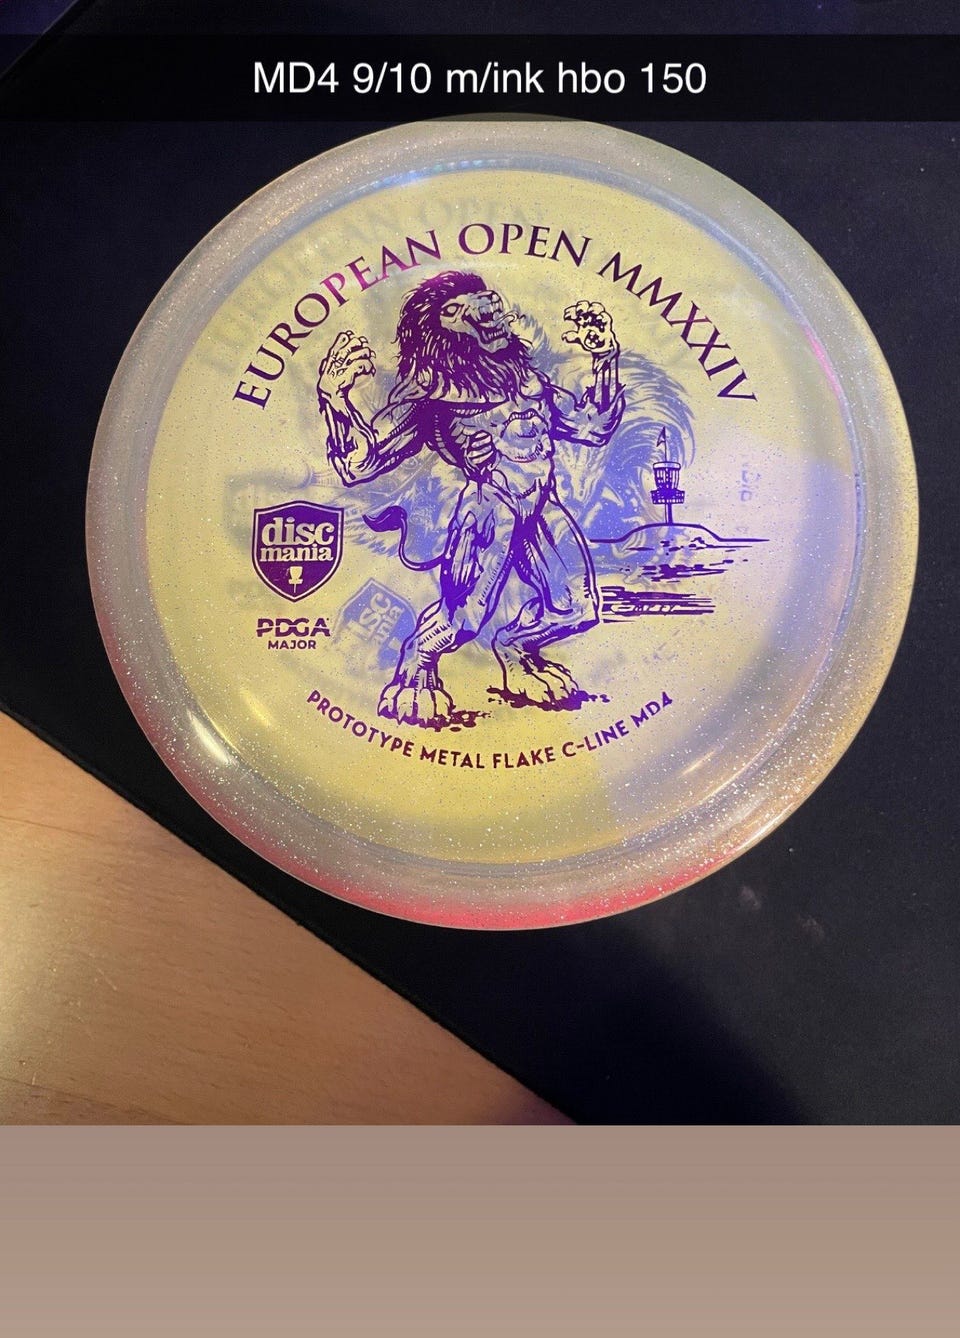 MD4 9/10 m/ink hbo 150
EUROPEAN OPEN MMXXIV
disc
mania
PDGA
MAJOR
PROTOTYPE METAL FLAKE C-LINE MD4